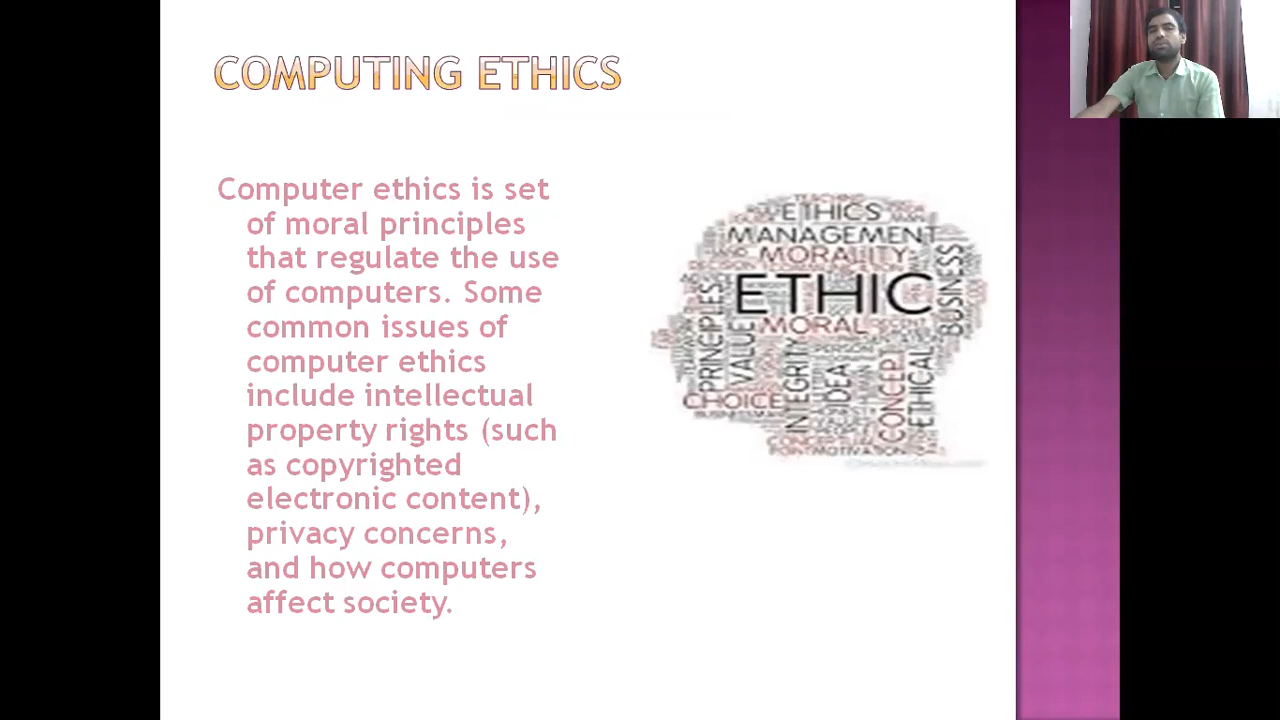 COMPUTING ETHICS
Computer ethics is set
of moral principles
that regulate the use
of computers. Some
common issues of
computer ethics
include intellectual
property rights (such
as copyrighted
electronic content),
privacy concerns,
and how computers
affect society.
ETHICS
MANAGEMENT
MORALITY
ETHIC
BUSINESS
PRINCIPLES
MORAL
VALUE
INTEGRITY
IDEA
CONCEPT
ETHICAL
CHOICE
MOTIVATION